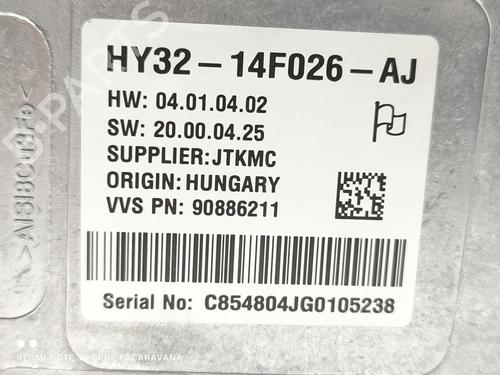 HY32-14F026-AJ
HW: 04.01.04.02
SW: 20.00.04.25
SUPPLIER:JTKMC
ORIGIN:HUNGARY
VVS PN: 90886211
Serial No: C854804JG0105238